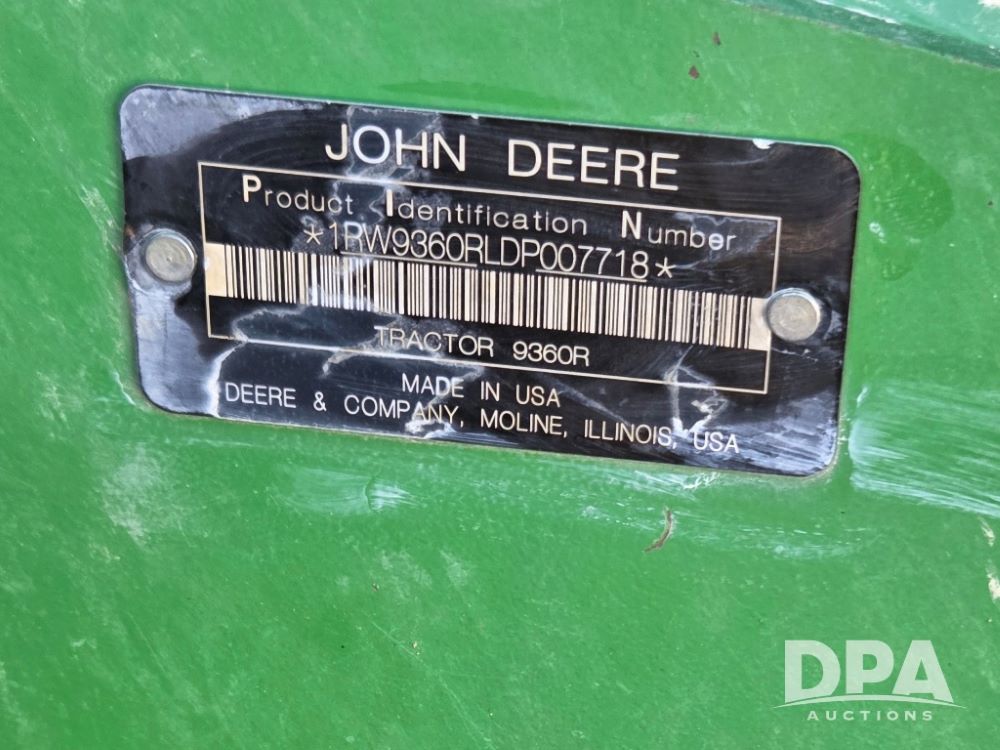 JOHN DEERE
Product Identification Number
*1RW9360RLDP007718*
TRACTOR 9360R
MADE IN USA
DEERE & COMPANY, MOLINE, ILLINOIS, USA
DPA
AUCTIONS